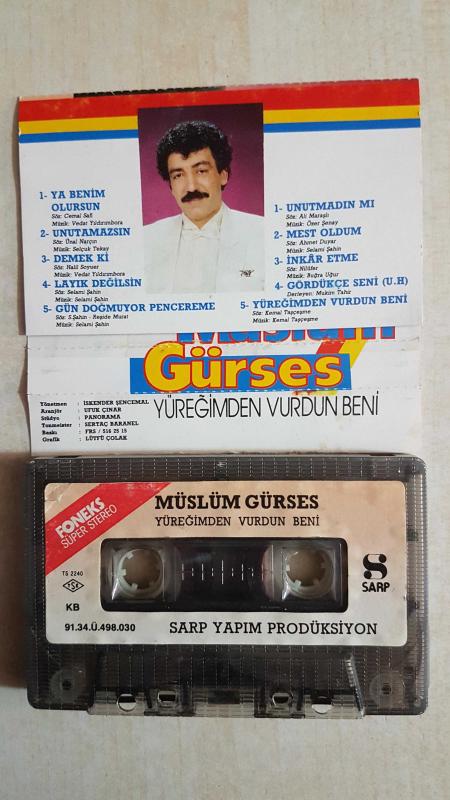 1- YA BENİM
OLURSUN
Söz: Cemal Safi
Müzik: Vedat Yıldırımbora
2- UNUTAMAZSIN
Söz: Ünal Narçın
Müzik: Selçuk Tekay
3- DEMEK Kİ
Söz: Halil Soyuer
Müzik: Vedat Yıldırımbora
4- LAYIK DEĞİLSİN
Söz: Selami Şahin
Müzik: Selami Şahin
5- GÜN DOĞMUYOR PENCEREME
Söz: S.Şahin - Reşide Murat
Müzik: Selami Şahin
1- UNUTMADIN MI
Söz: Ali Maraşlı
Müzik: Özer Şenay
2- MEST OLDUM
Söz: Ahmet Duyar
Müzik: Selami Şahin
3- İNKÂR ETME
Söz: Nilüfer
Müzik: Buğra Uğur
4- GÖRDÜKÇE SENİ (U.H)
Derleyen: Mukim Tahir
5- YÜREĞİMDEN VURDUN BENİ
Söz: Kemal Taşçeşme
Müzik: Kemal Taşçeşme
Müslüm
Gürses
YÜREĞİMDEN VURDUN BENİ
Yönetmen : İSKENDER ŞENCEMAL
Aranjör : UFUK ÇINAR
Stüdyo : PANORAMA
Tonmeister : SERTAÇ BARANEL
Baskı : FRS / 516 25 15
Grafik : LÜTFÜ ÇOLAK
FONEKS
SÜPER STEREO
MÜSLÜM GÜRSES
YÜREĞİMDEN VURDUN BENİ
TS 2240
TSE
KB
91.34.Ü.498.030
S
SARP
SARP YAPIM PRODÜKSİYON